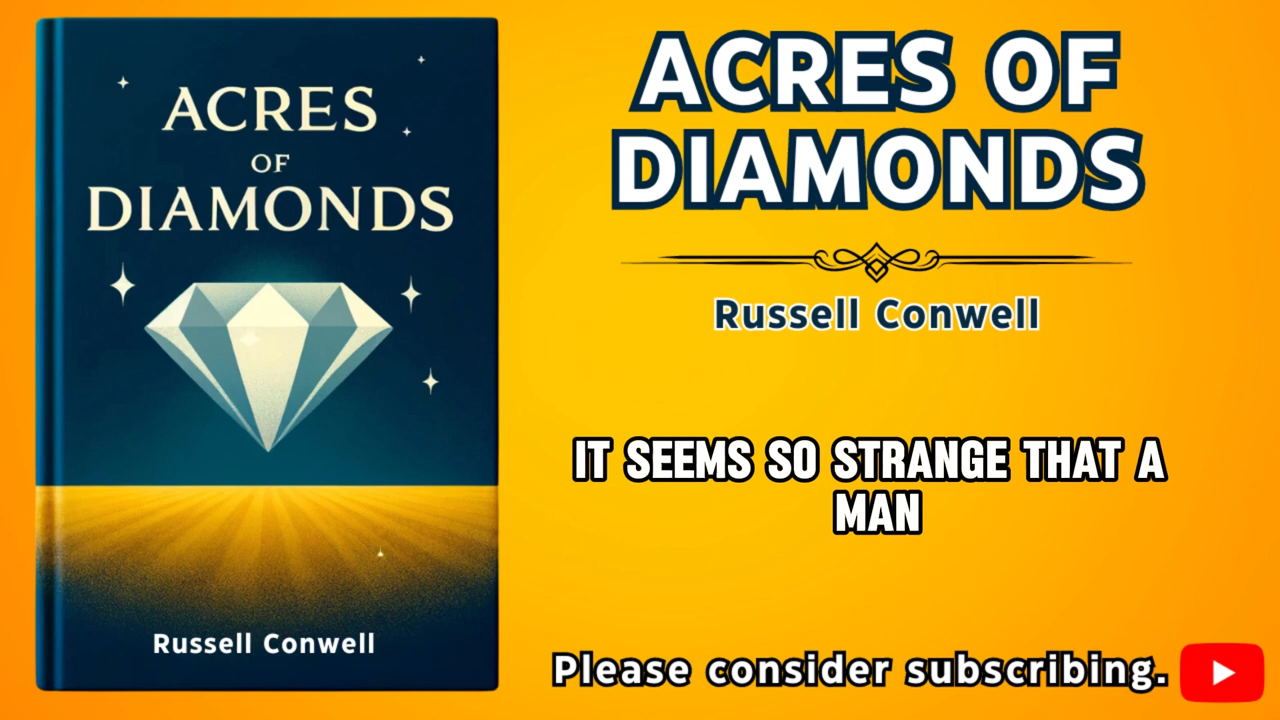 ACRES
OF
DIAMONDS
Russell Conwell
ACRES OF
DIAMONDS
Russell Conwell
IT SEEMS SO STRANGE THAT A
MAN
Please consider subscribing.